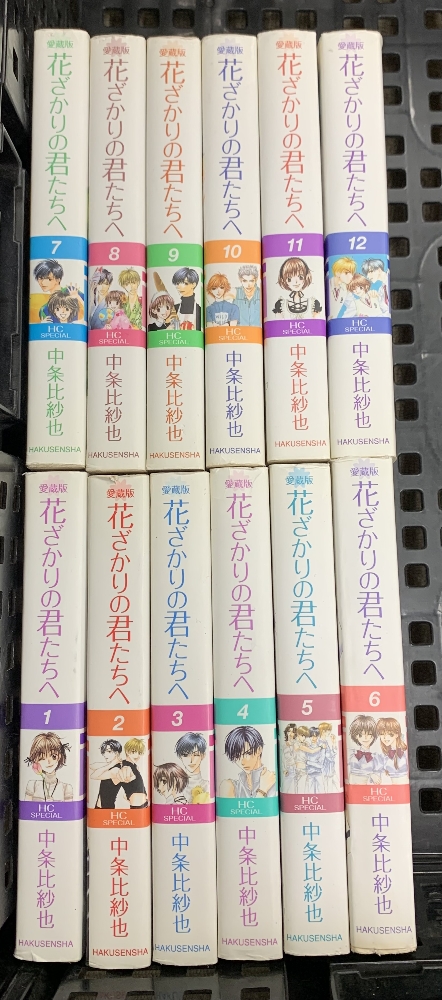 愛蔵版
花ざかりの君たちへ
7
HC
SPECIAL
中条比紗也
HAKUSENSHA
愛蔵版
花ざかりの君たちへ
8
HC
SPECIAL
中条比紗也
HAKUSENSHA
愛蔵版
花ざかりの君たちへ
9
HC
SPECIAL
中条比紗也
HAKUSENSHA
愛蔵版
花ざかりの君たちへ
10
HC
SPECIAL
中条比紗也
HAKUSENSHA
愛蔵版
花ざかりの君たちへ
11
HC
SPECIAL
中条比紗也
HAKUSENSHA
愛蔵版
花ざかりの君たちへ
12
HC
SPECIAL
中条比紗也
HAKUSENSHA
愛蔵版
花ざかりの君たちへ
1
HC
SPECIAL
中条比紗也
HAKUSENSHA
愛蔵版
花ざかりの君たちへ
2
HC
SPECIAL
中条比紗也
HAKUSENSHA
愛蔵版
花ざかりの君たちへ
3
HC
SPECIAL
中条比紗也
HAKUSENSHA
愛蔵版
花ざかりの君たちへ
4
HC
SPECIAL
中条比紗也
HAKUSENSHA
愛蔵版
花ざかりの君たちへ
5
HC
SPECIAL
中条比紗也
HAKUSENSHA
愛蔵版
花ざかりの君たちへ
6
HC
SPECIAL
中条比紗也
HAKUSENSHA